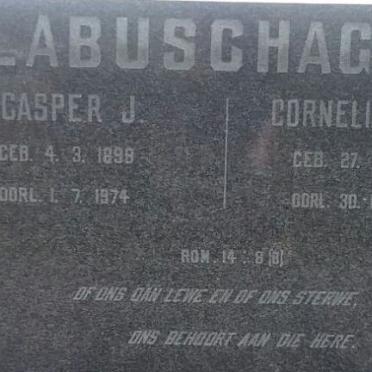 LABUSCHAG
CASPER J. CORNELI
GEB. 4. 3. 1898 GEB. 27.
OORL. 1. 7. 1974 OORL. 30.
ROM. 14 : 8 (B)
OF ONS DAN LEWE EN OF ONS STERWE,
ONS BEHOORT AAN DIE HERE.